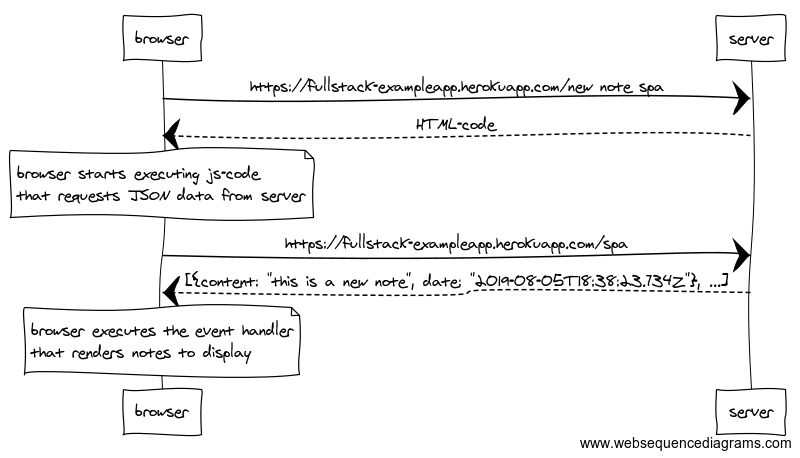 browser
server
https://fullstack-exampleapp.herokuapp.com/new note spa
HTML-code
browser starts executing js-code
that requests JSON data from server
https://fullstack-exampleapp.herokuapp.com/spa
[{content: "this is a new note", date: "2019-08-05T18:38:23.734Z"}, ...]
browser executes the event handler
that renders notes to display
browser
server
www.websequencediagrams.com